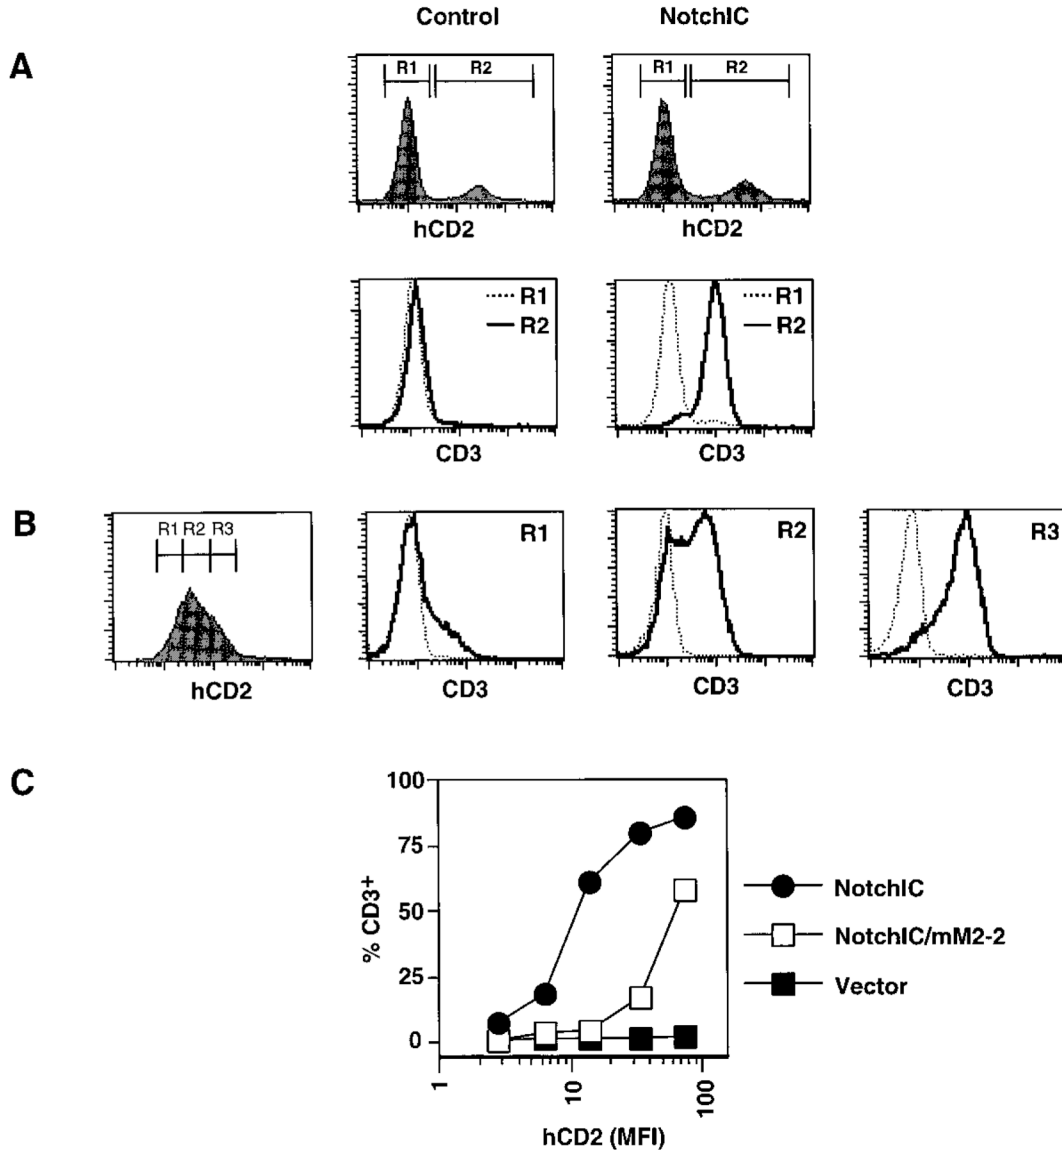 Control
NotchIC
A
R1
R2
R1
R2
hCD2
hCD2
R1
R2
R1
R2
CD3
CD3
B
R1
R2
R3
R1
R2
R3
hCD2
CD3
CD3
CD3
C
100
75
50
25
0
% CD3+
1
10
100
hCD2 (MFI)
NotchIC
NotchIC/mM2-2
Vector